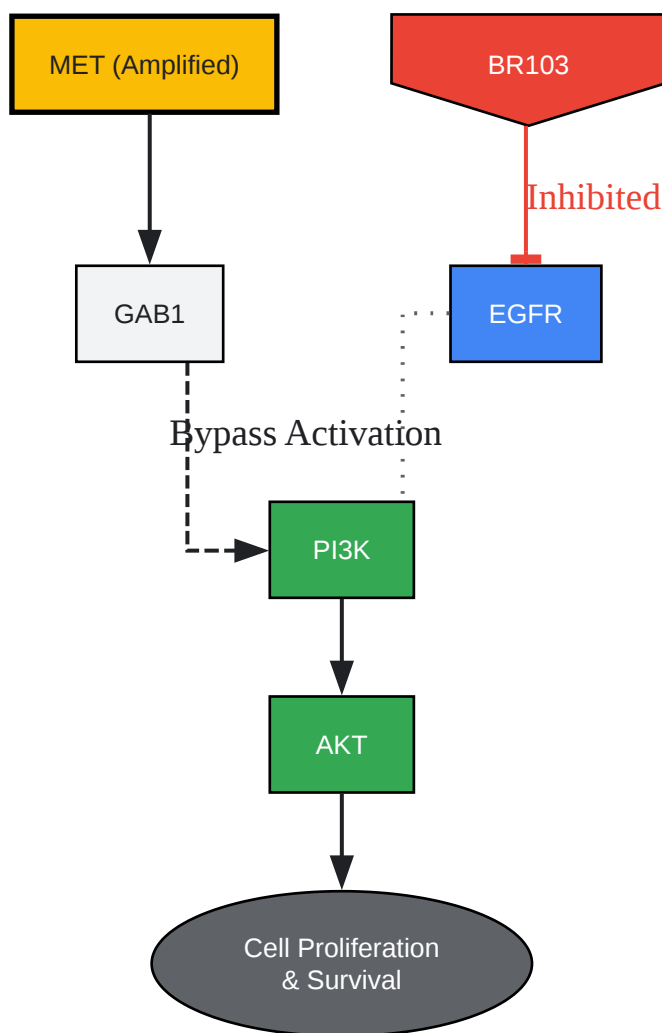 MET (Amplified)
BR103
Inhibited
GAB1
EGFR
Bypass Activation
PI3K
AKT
Cell Proliferation
& Survival